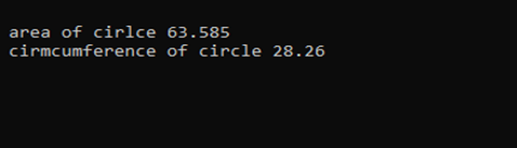 area of cirlce 63.585
cirmcumference of circle 28.26